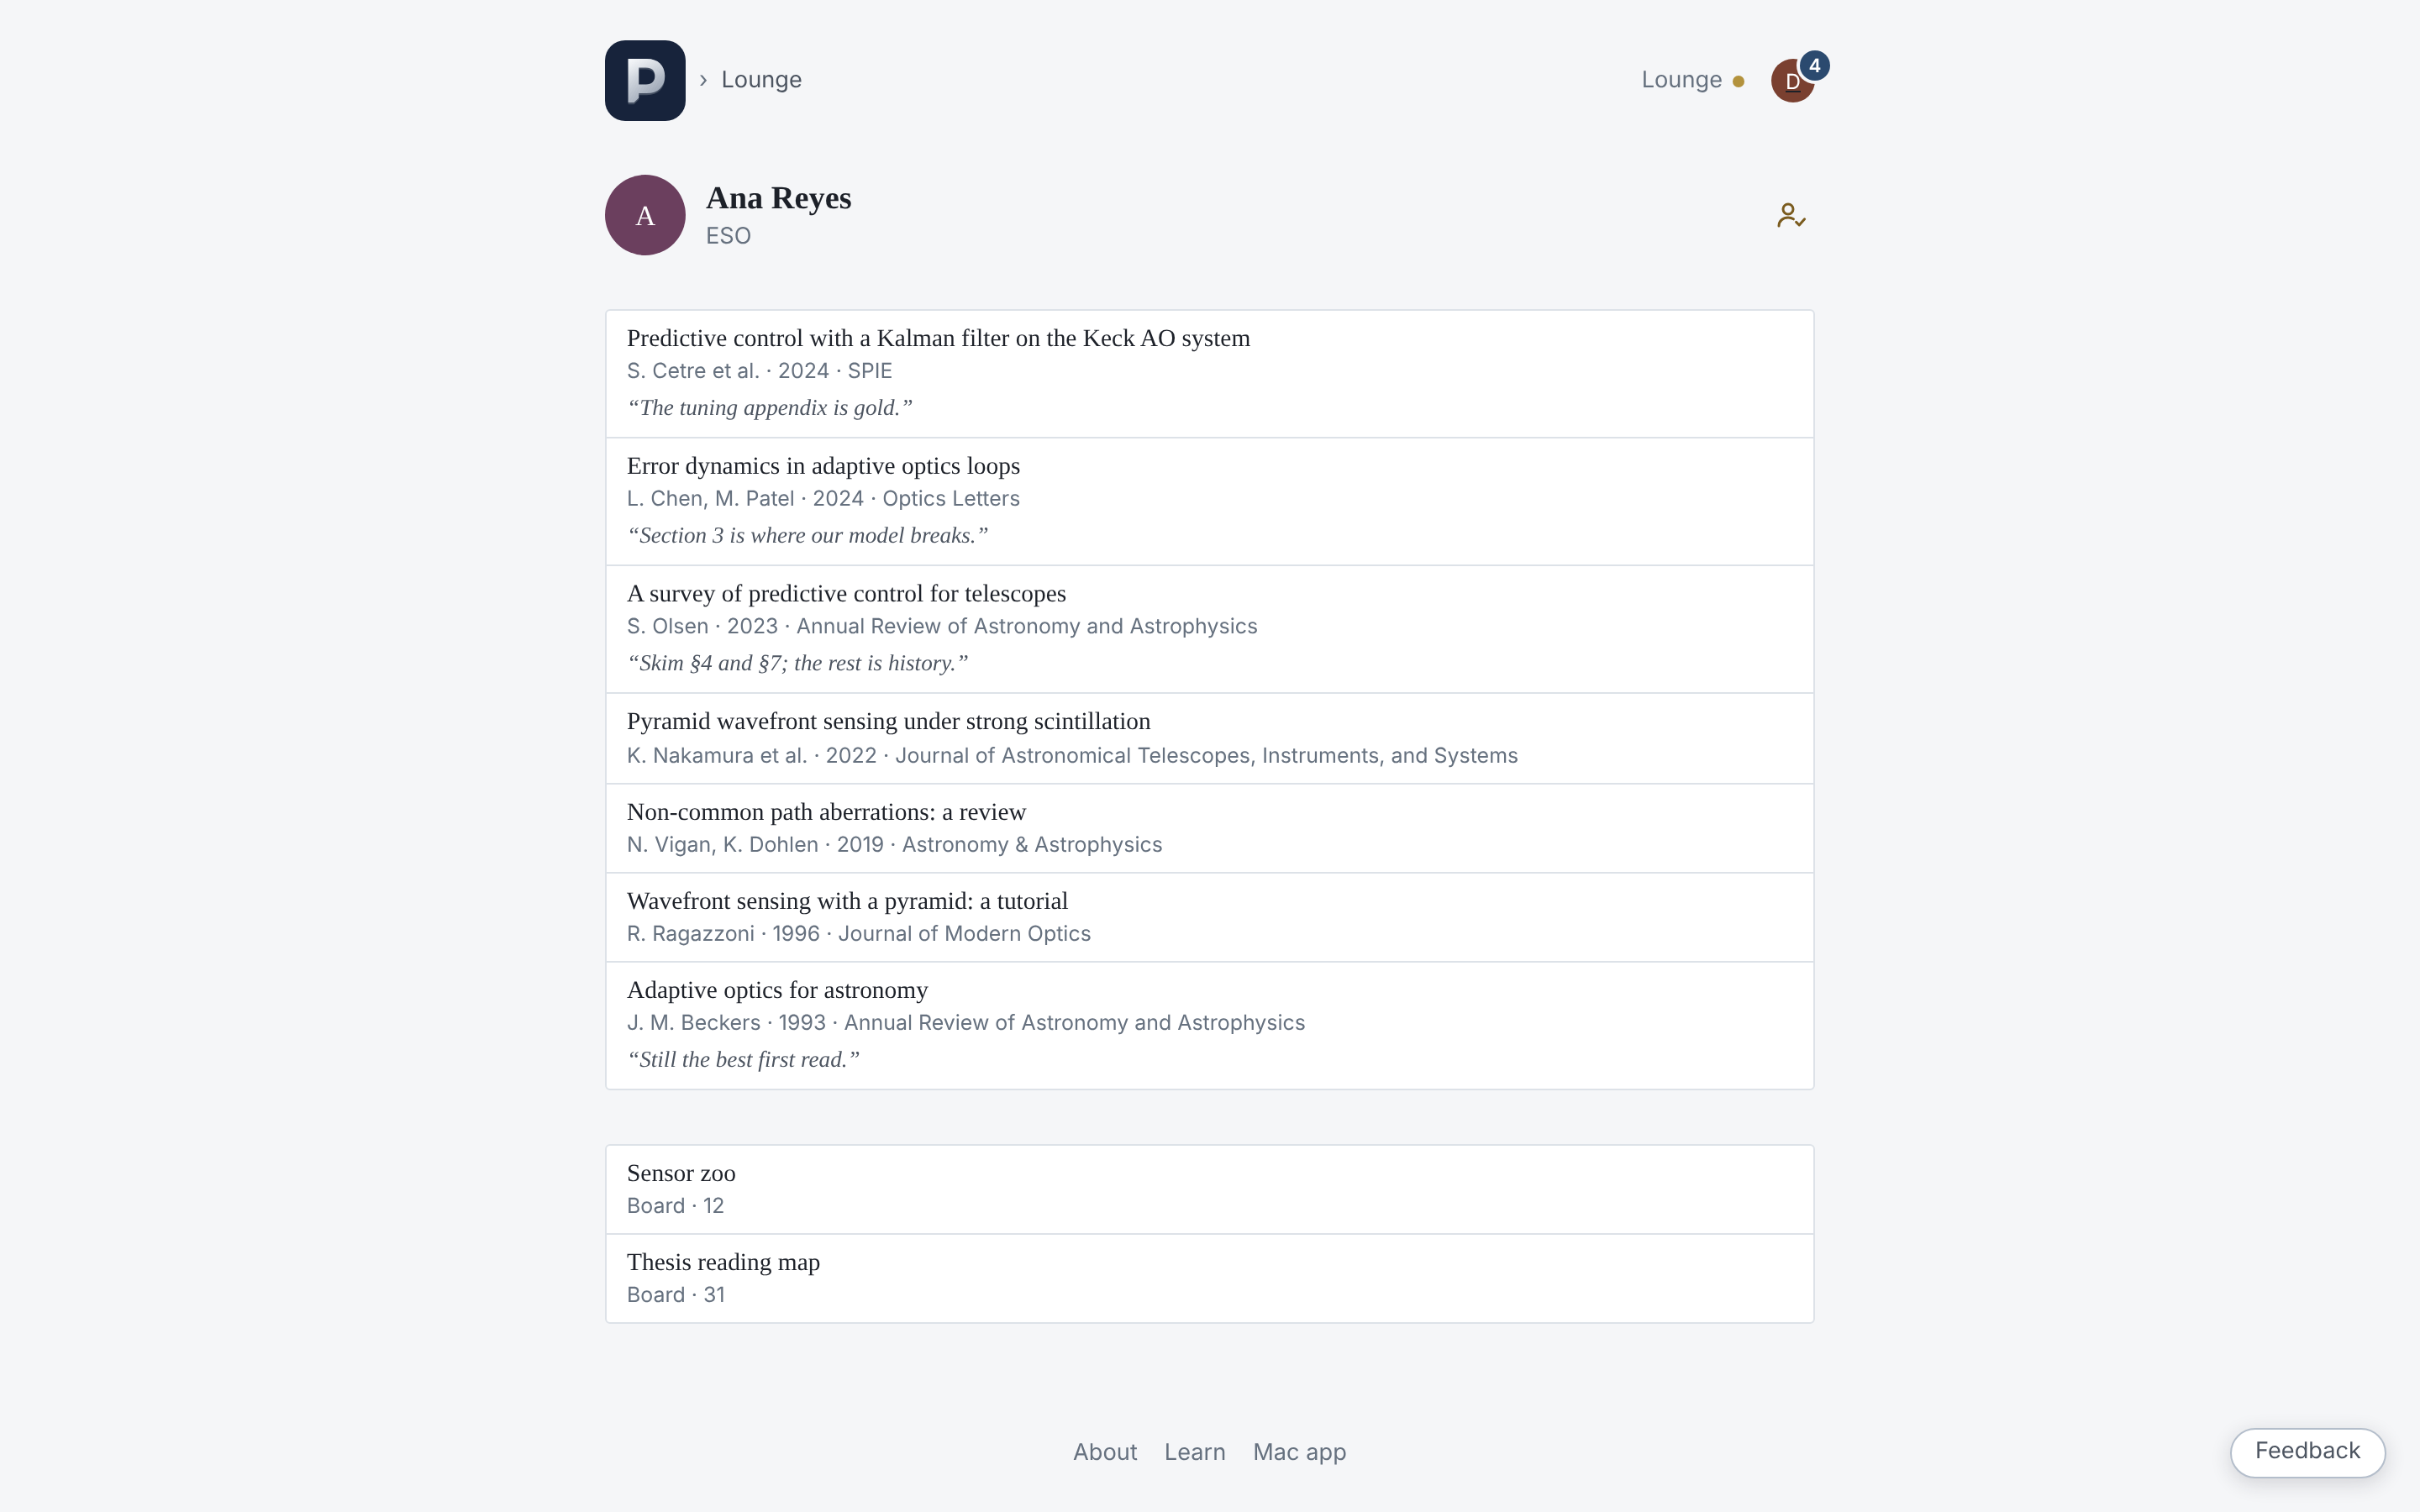 P › Lounge
Lounge
D
4
A
Ana Reyes
ESO
Predictive control with a Kalman filter on the Keck AO system
S. Cetre et al. · 2024 · SPIE
“The tuning appendix is gold.”
Error dynamics in adaptive optics loops
L. Chen, M. Patel · 2024 · Optics Letters
“Section 3 is where our model breaks.”
A survey of predictive control for telescopes
S. Olsen · 2023 · Annual Review of Astronomy and Astrophysics
“Skim §4 and §7; the rest is history.”
Pyramid wavefront sensing under strong scintillation
K. Nakamura et al. · 2022 · Journal of Astronomical Telescopes, Instruments, and Systems
Non-common path aberrations: a review
N. Vigan, K. Dohlen · 2019 · Astronomy & Astrophysics
Wavefront sensing with a pyramid: a tutorial
R. Ragazzoni · 1996 · Journal of Modern Optics
Adaptive optics for astronomy
J. M. Beckers · 1993 · Annual Review of Astronomy and Astrophysics
“Still the best first read.”
Sensor zoo
Board · 12
Thesis reading map
Board · 31
About Learn Mac app
Feedback